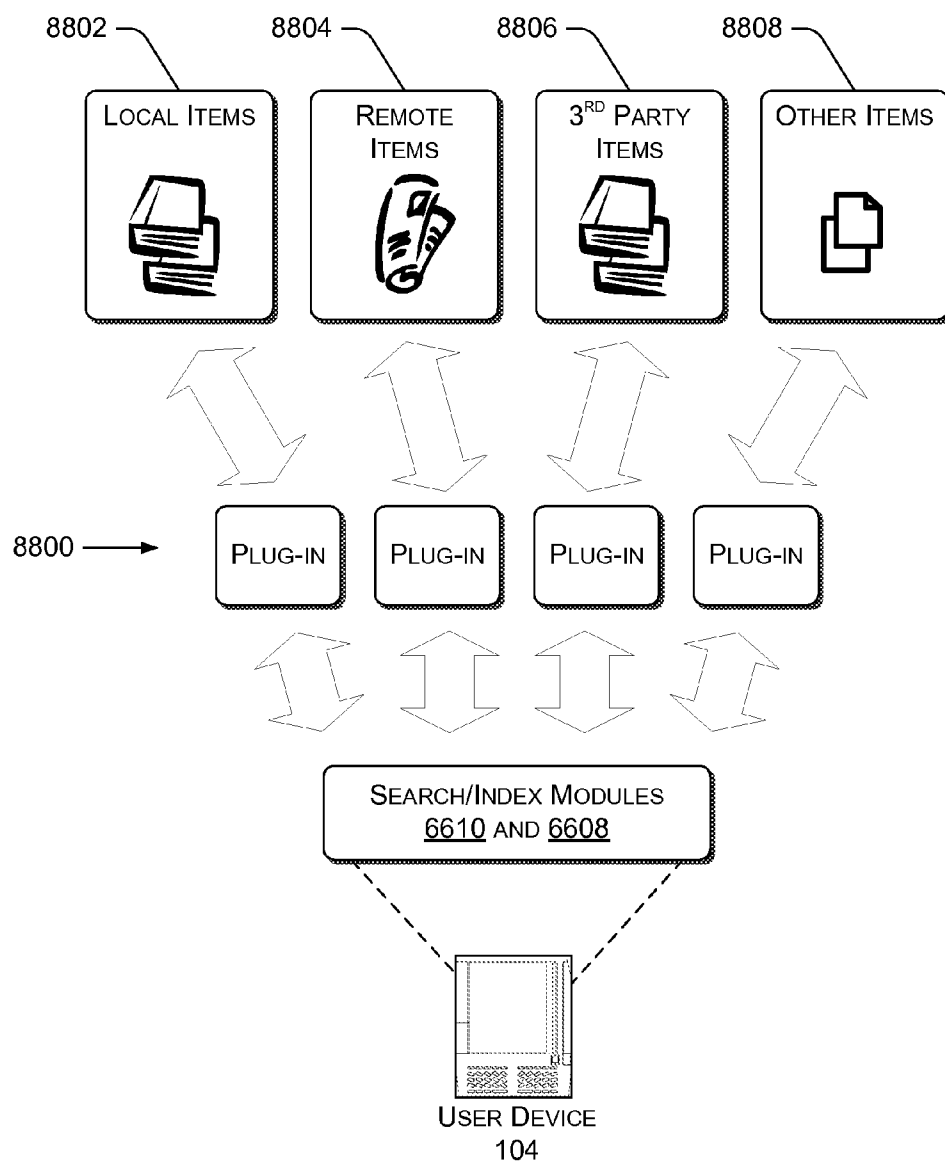 8802
8804
8806
8808
LOCAL ITEMS
REMOTE
ITEMS
3RD PARTY
ITEMS
OTHER ITEMS
8800
PLUG-IN
PLUG-IN
PLUG-IN
PLUG-IN
SEARCH/INDEX MODULES
6610 AND 6608
USER DEVICE
104